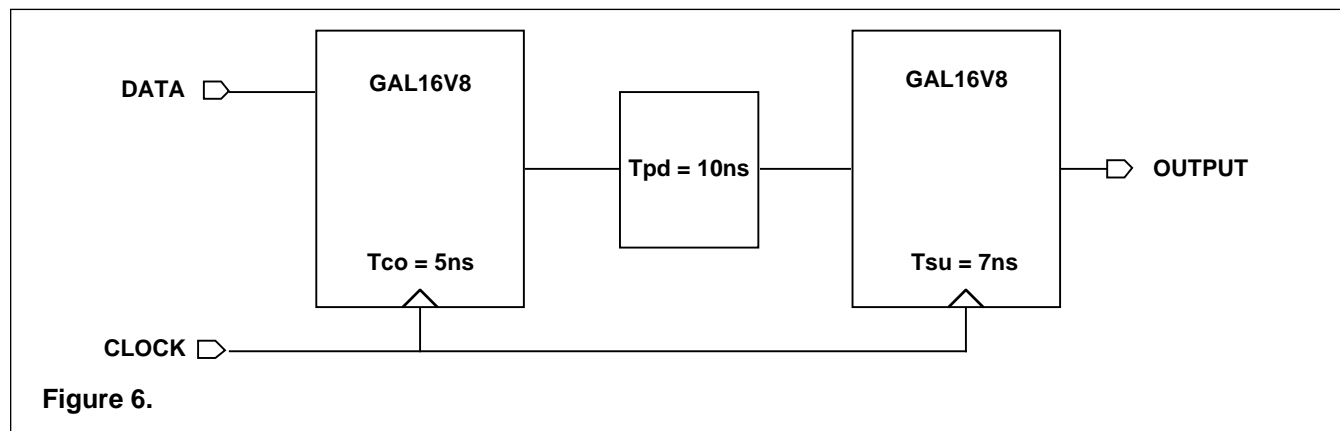 DATA
GAL16V8
GAL16V8
Tpd = 10ns
OUTPUT
Tco = 5ns
Tsu = 7ns
CLOCK
Figure 6.